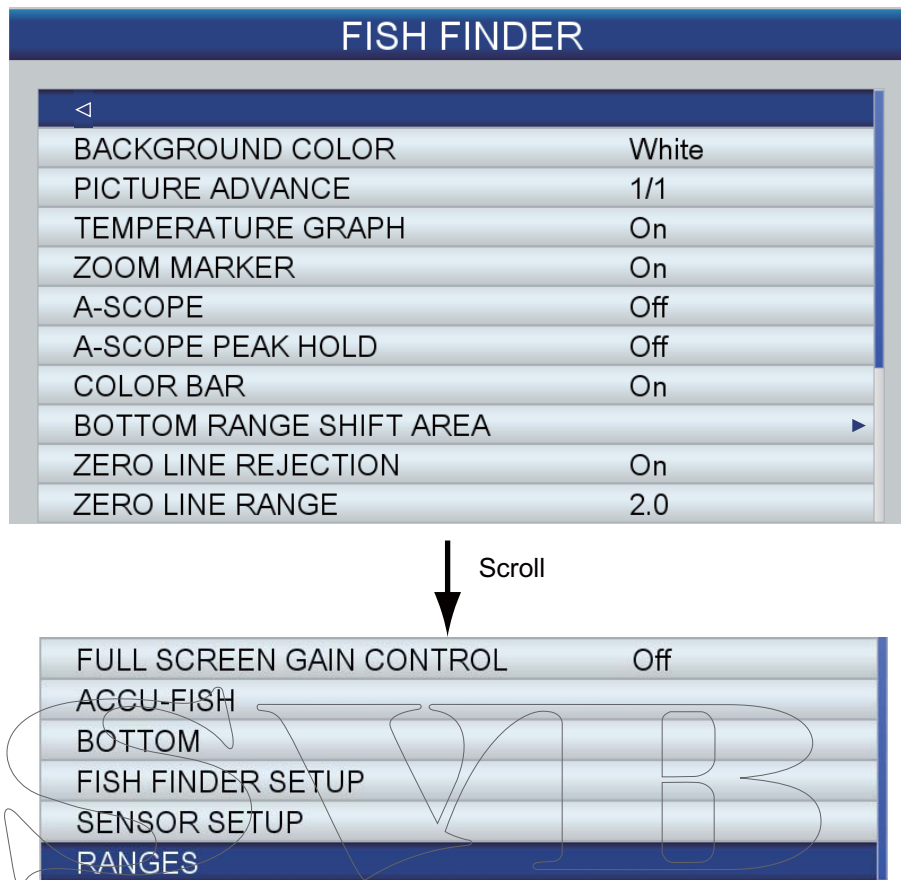 FISH FINDER
◁
BACKGROUND COLOR White
PICTURE ADVANCE 1/1
TEMPERATURE GRAPH On
ZOOM MARKER On
A-SCOPE Off
A-SCOPE PEAK HOLD Off
COLOR BAR On
BOTTOM RANGE SHIFT AREA ►
ZERO LINE REJECTION On
ZERO LINE RANGE 2.0
Scroll
FULL SCREEN GAIN CONTROL Off
ACCU-FISH
BOTTOM
FISH FINDER SETUP
SENSOR SETUP
RANGES
SVB